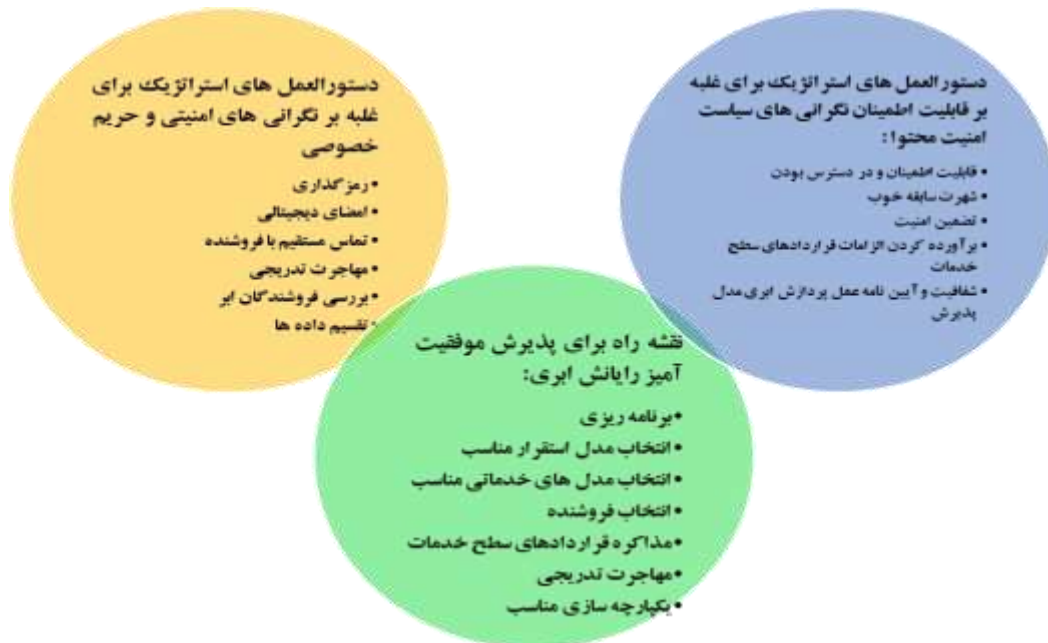 دستورالعمل های استراتژیک برای غلبه
بر قابلیت اطمینان نگرانی های سیاست
امنیت محتوا:
• قابلیت اطمینان و در دسترس بودن
• شهرت سابقه خوب
• تضمین امنیت
• برآورده کردن الزامات قراردادهای سطح
خدمات
• شفافیت و آیین نامه عمل پردازش ابری مدل
پذیرش
دستورالعمل های استراتژیک برای
غلبه بر نگرانی های امنیتی و حریم
خصوصی
• رمزگذاری
• امضای دیجیتالی
• تماس مستقیم با فروشنده
• مهاجرت تدریجی
• بررسی فروشندگان ابر
• تقسیم داده ها
نقشه راه برای پذیرش موفقیت
آمیز رایانش ابری:
• برنامه ریزی
• انتخاب مدل استقرار مناسب
• انتخاب مدل های خدماتی مناسب
• انتخاب فروشنده
• مذاکره قراردادهای سطح خدمات
• مهاجرت تدریجی
• یکپارچه سازی مناسب